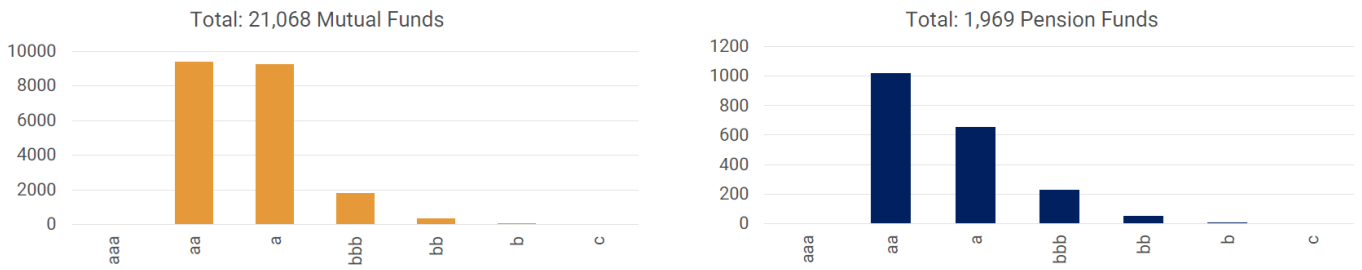 Total: 21,068 Mutual Funds
10000
8000
6000
4000
2000
0
aaa
aa
a
bbb
bb
b
c
Total: 1,969 Pension Funds
1200
1000
800
600
400
200
0
aaa
aa
a
bbb
bb
b
c